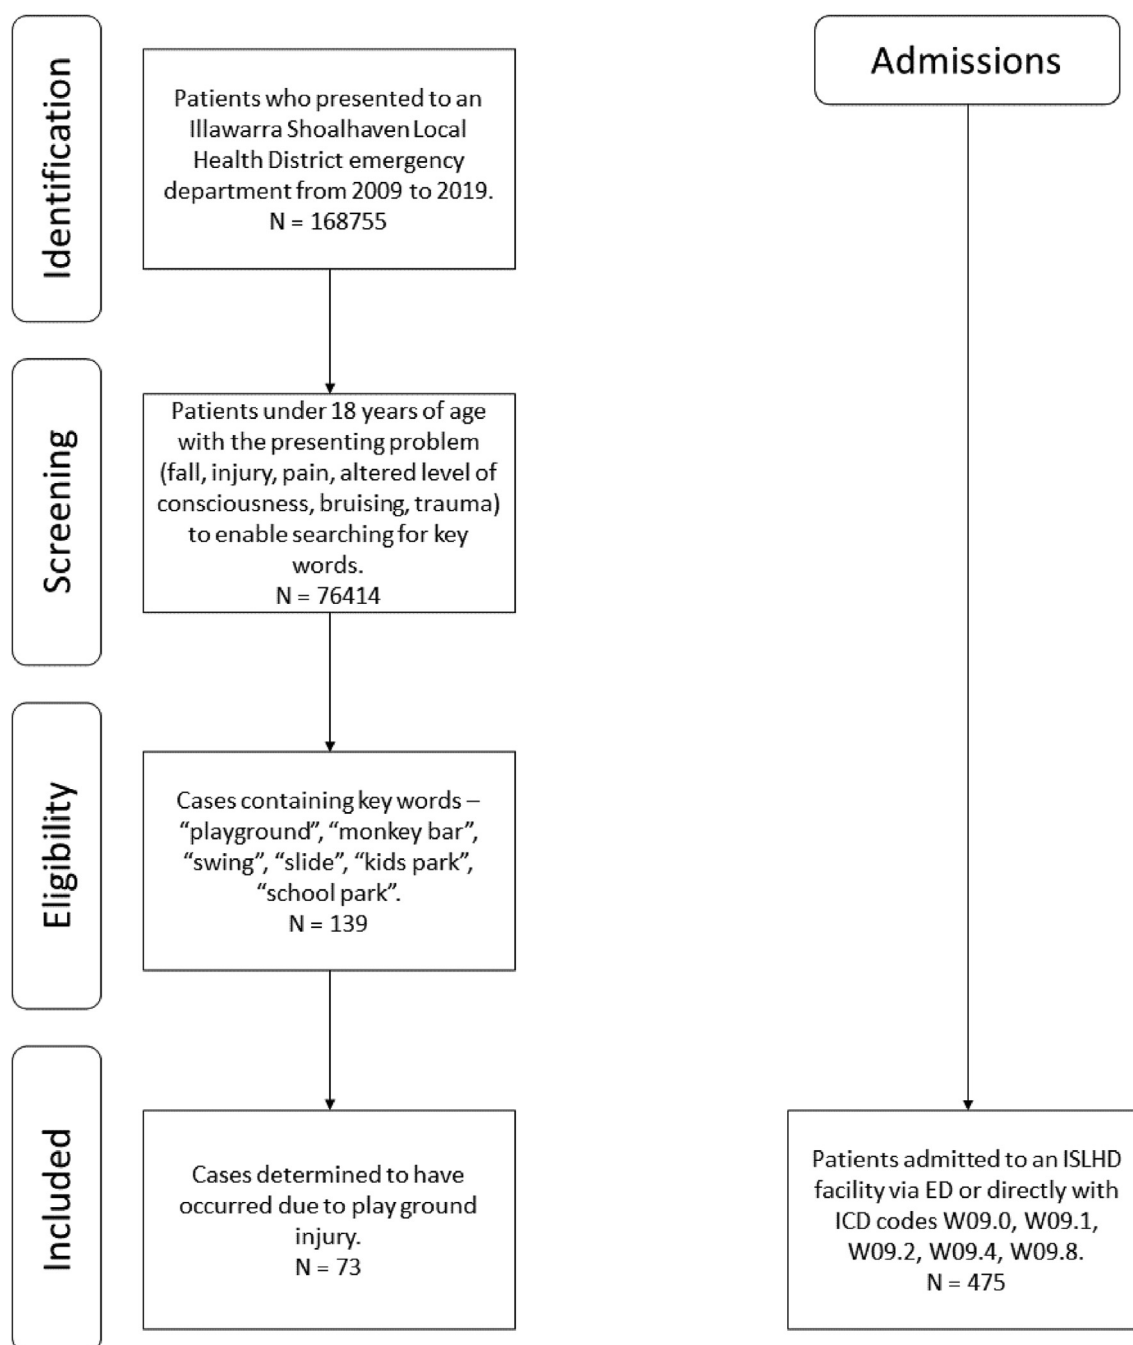 Identification
Patients who presented to an
Illawarra Shoalhaven Local
Health District emergency
department from 2009 to 2019.
N = 168755
Admissions
Screening
Patients under 18 years of age
with the presenting problem
(fall, injury, pain, altered level of
consciousness, bruising, trauma)
to enable searching for key
words.
N = 76414
Eligibility
Cases containing key words –
“playground”, “monkey bar”,
“swing”, “slide”, “kids park”,
“school park”.
N = 139
Included
Cases determined to have
occurred due to play ground
injury.
N = 73
Patients admitted to an ISLHD
facility via ED or directly with
ICD codes W09.0, W09.1,
W09.2, W09.4, W09.8.
N = 475